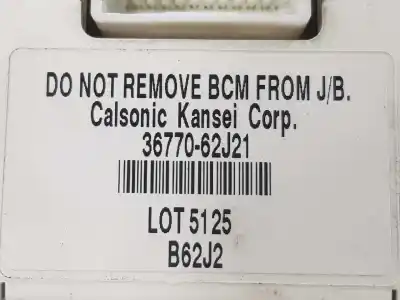 DO NOT REMOVE BCM FROM J/B.
Calsonic Kansei Corp.
36770-62J21
LOT 5125
B62J2